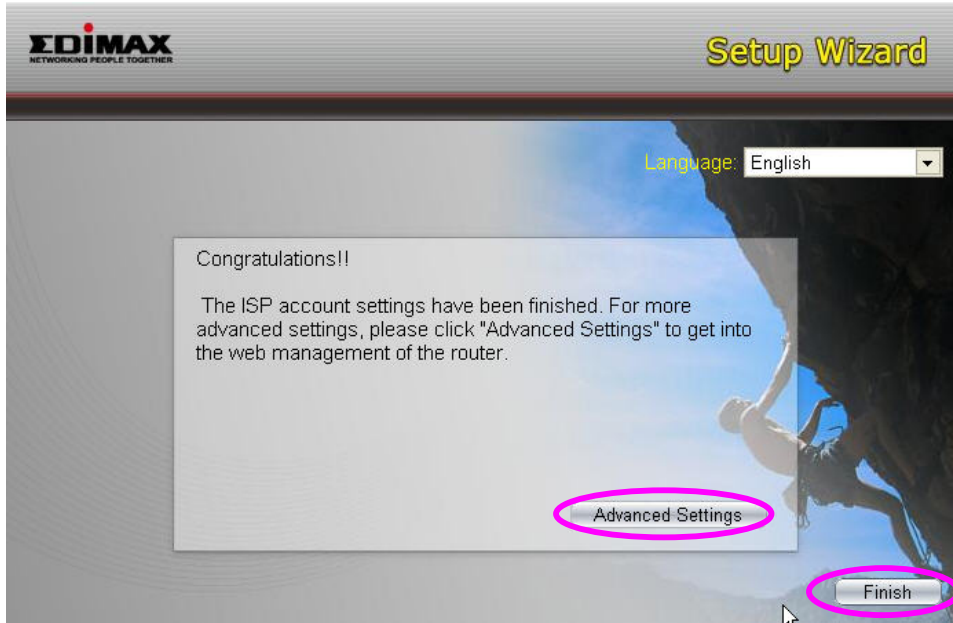 EDiMAX
NETWORKING PEOPLE TOGETHER
Setup Wizard
Language: English
Congratulations!!
The ISP account settings have been finished. For more
advanced settings, please click "Advanced Settings" to get into
the web management of the router.
Advanced Settings
Finish